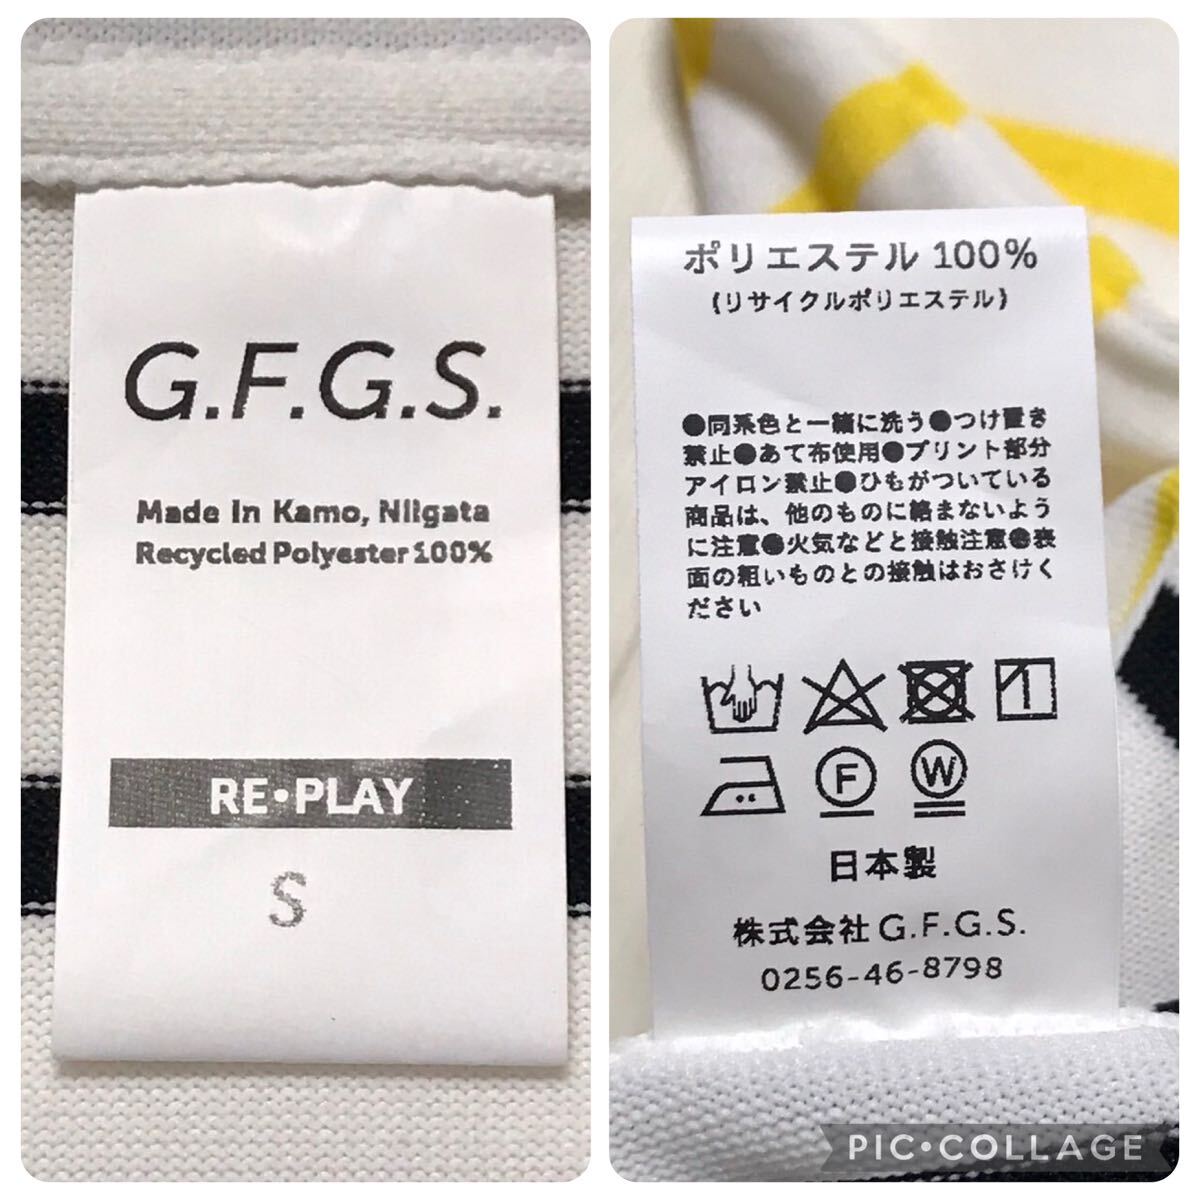 G.F.G.S.
Made In Kamo, Niigata
Recycled Polyester 100%
RE•PLAY
S
ポリエステル 100%
(リサイクルポリエステル)
●同系色と一緒に洗う●つけ置き
禁止●あて布使用●プリント部分
アイロン禁止●ひもがついている
商品は、他のものに絡まないよう
に注意●火気などと接触注意●表
面の粗いものとの接触はおさけく
ださい
F
W
日本製
株式会社 G.F.G.S.
0256-46-8798
PIC•COLLAGE